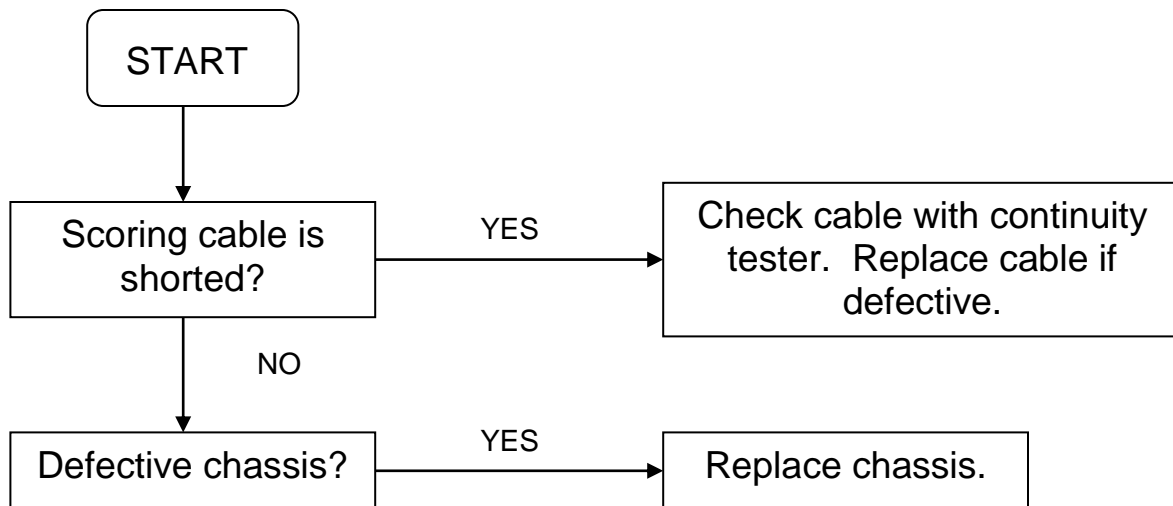 START
Scoring cable is
shorted?
YES
Check cable with continuity
tester.  Replace cable if
defective.
NO
Defective chassis?
YES
Replace chassis.